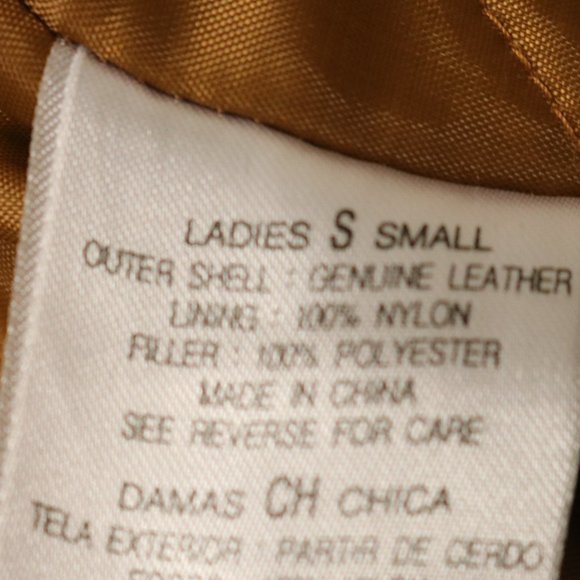 LADIES S SMALL
OUTER SHELL : GENUINE LEATHER
LINING : 100% NYLON
FILLER : 100% POLYESTER
MADE IN CHINA
SEE REVERSE FOR CARE
DAMAS CH CHICA
TELA EXTERIOR : PARTIR DE CERDO